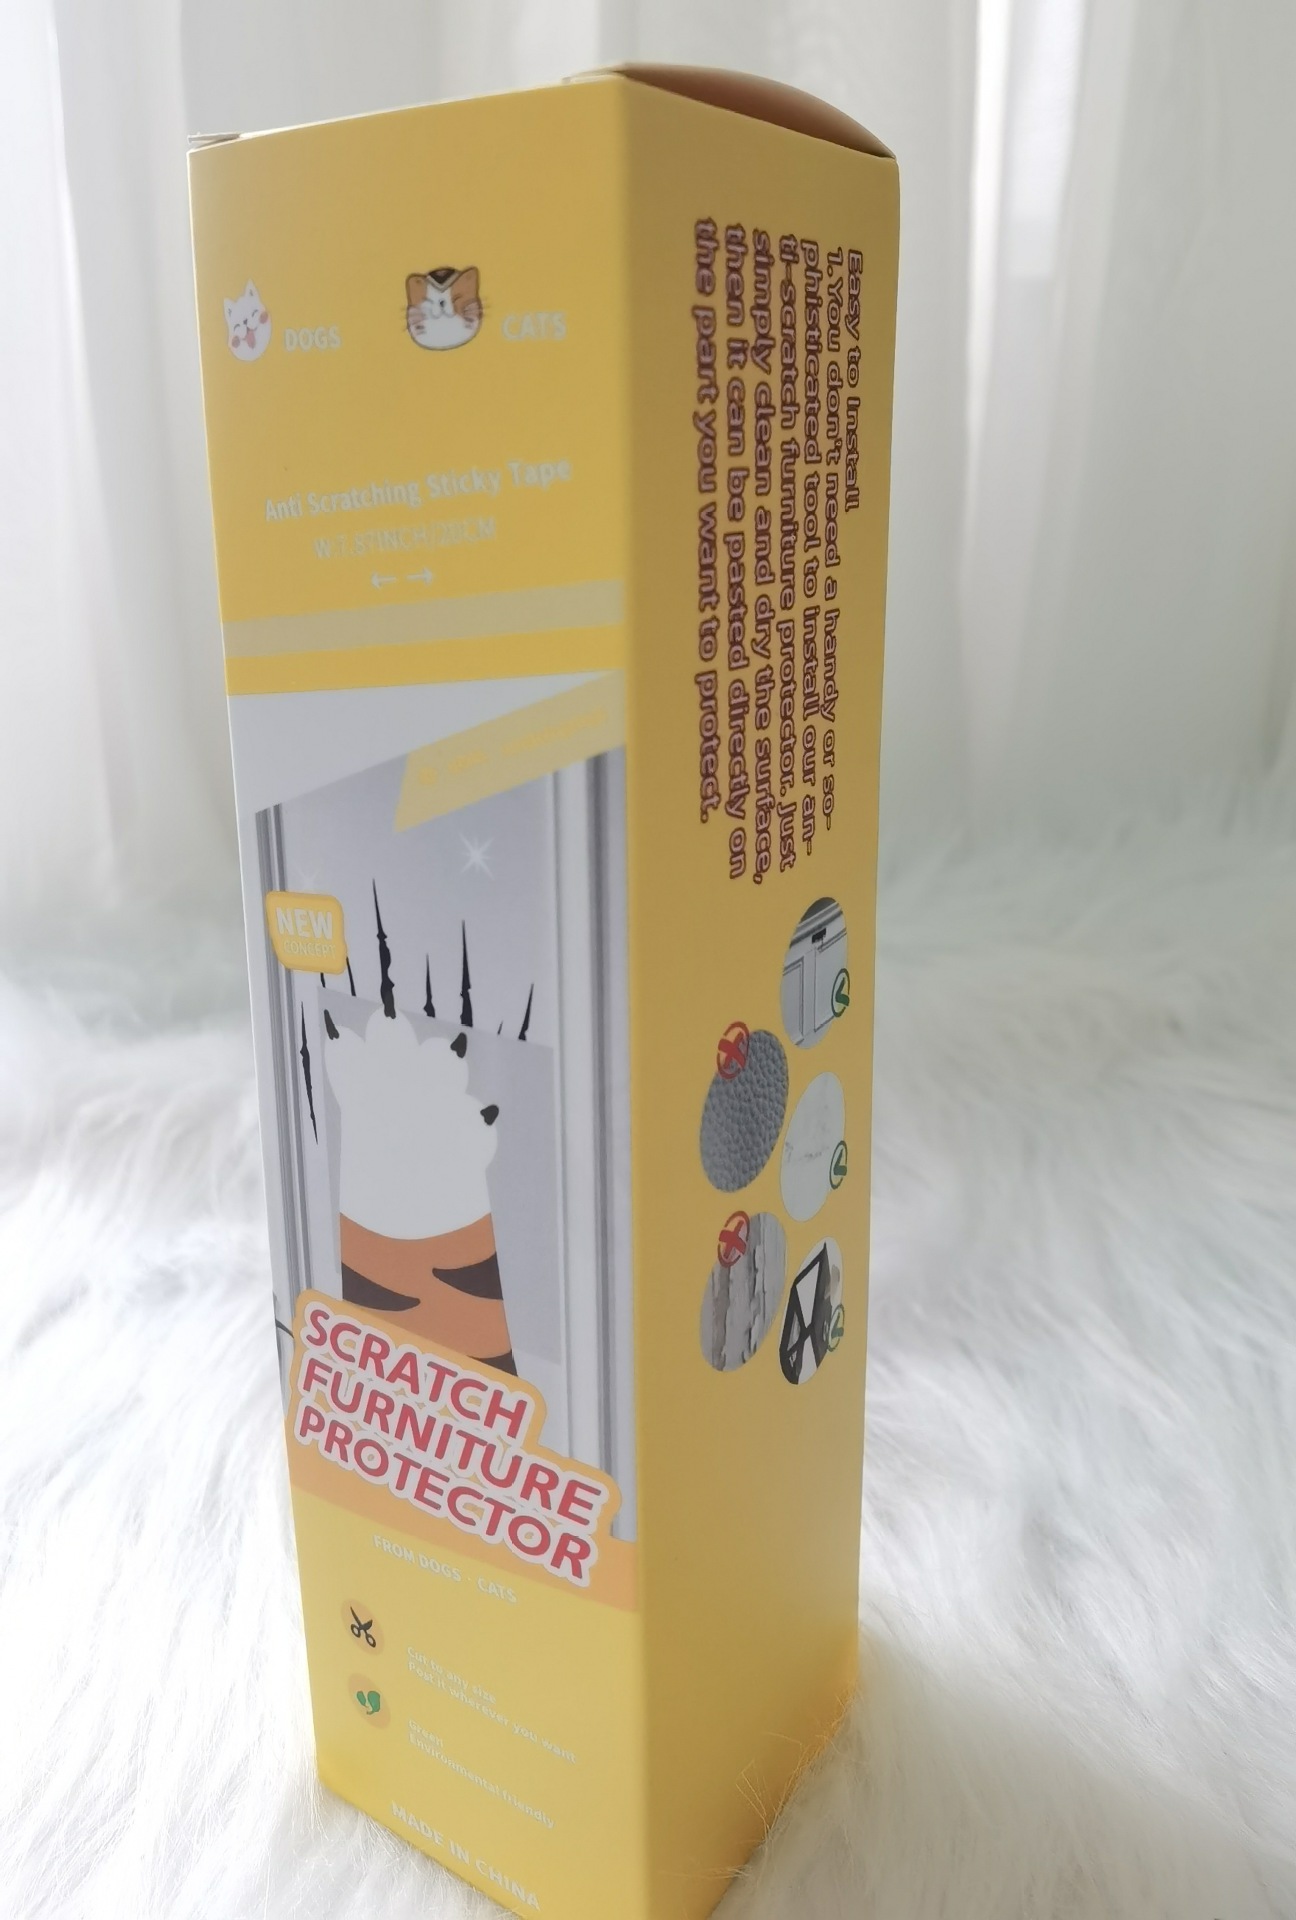 DOGS
CATS
Anti Scratching Sticky Tape
W:7.87INCH/20CM
NEW
CONCEPT
SCRATCH
FURNITURE
PROTECTOR
FROM DOGS - CATS
Cut to any size
Post it wherever you want
Green
Environmental friendly
MADE IN CHINA
Easy to Install
1.You don't need a handy or so-
phisticated tool to install our an-
ti-scratch furniture protector. Just
simply clean and dry the surface,
then it can be pasted directly on
the part you want to protect.